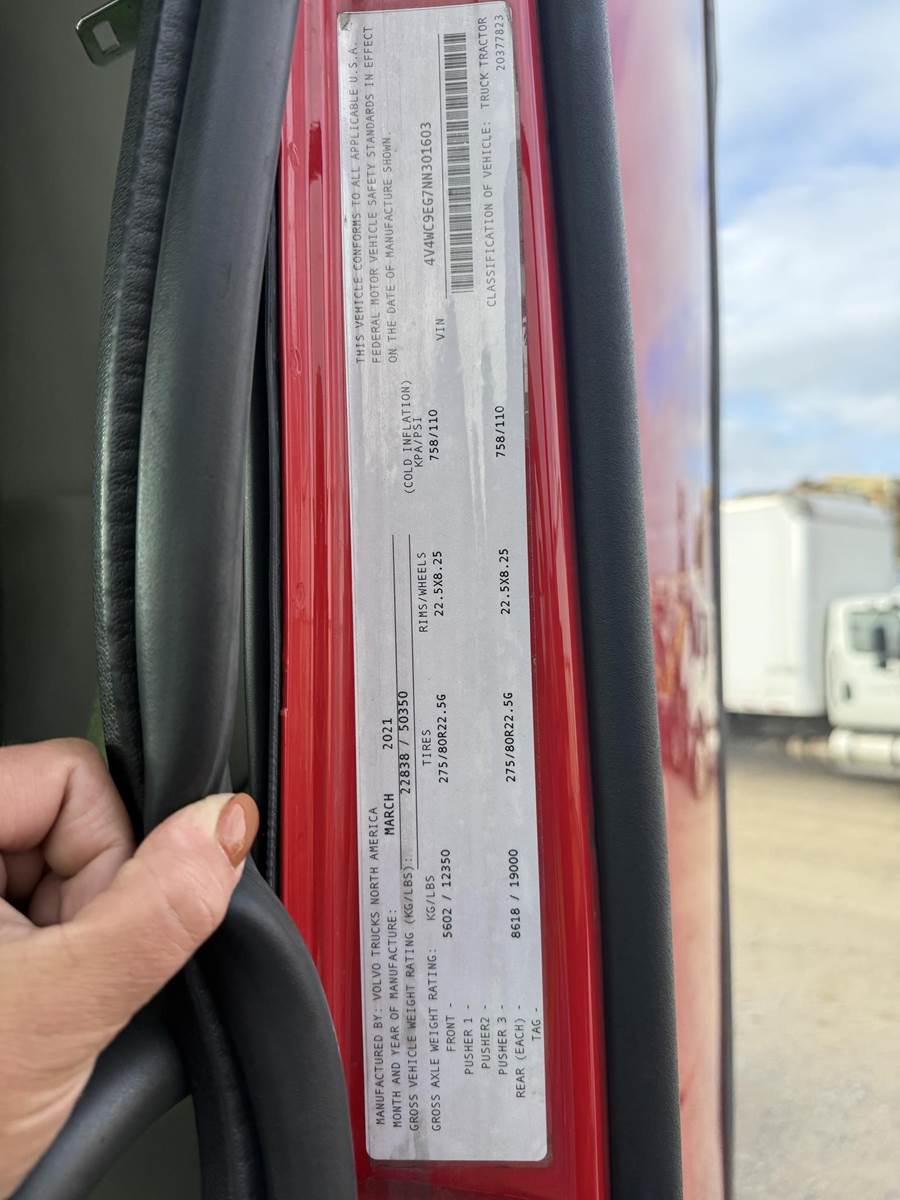 MANUFACTURED BY: VOLVO TRUCKS NORTH AMERICA
MONTH AND YEAR OF MANUFACTURE: MARCH 2021
GROSS VEHICLE WEIGHT RATING (KG/LBS): 22838 / 50350
GROSS AXLE WEIGHT RATING: KG/LBS TIRES RIMS/WHEELS (COLD INFLATION) KPA/PSI
FRONT - 5602 / 12350 275/80R22.5G 22.5X8.25 758/110
PUSHER 1 -
PUSHER2 -
PUSHER 3 -
REAR (EACH) - 8618 / 19000 275/80R22.5G 22.5X8.25 758/110
TAG -
THIS VEHICLE CONFORMS TO ALL APPLICABLE U.S.A.
FEDERAL MOTOR VEHICLE SAFETY STANDARDS IN EFFECT
ON THE DATE OF MANUFACTURE SHOWN.
VIN 4V4WC9EG7NN301603
CLASSIFICATION OF VEHICLE: TRUCK TRACTOR
20377823